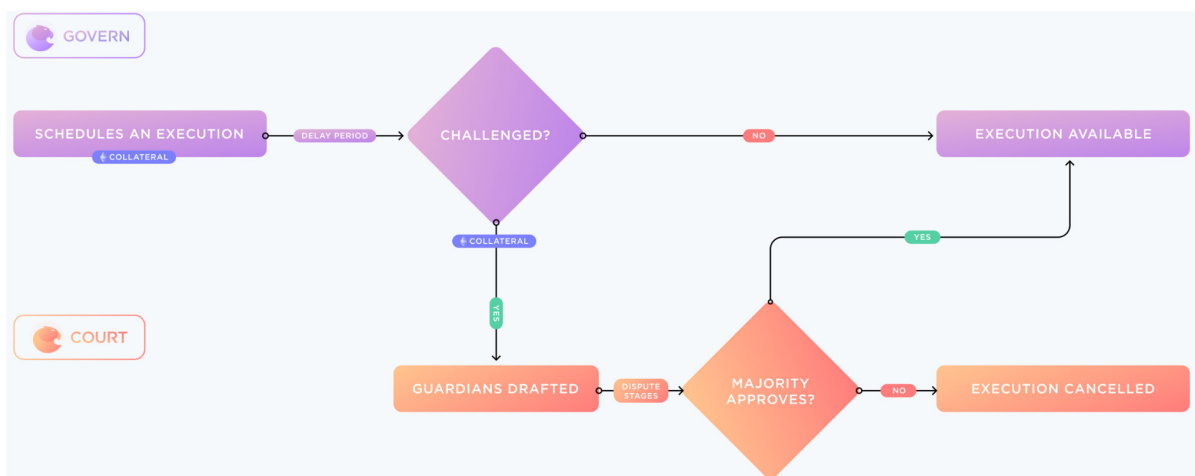 GOVERN
SCHEDULES AN EXECUTION
COLLATERAL
DELAY PERIOD
CHALLENGED?
NO
EXECUTION AVAILABLE
COLLATERAL
YES
YES
COURT
GUARDIANS DRAFTED
DISPUTE
STAGES
MAJORITY
APPROVES?
NO
EXECUTION CANCELLED